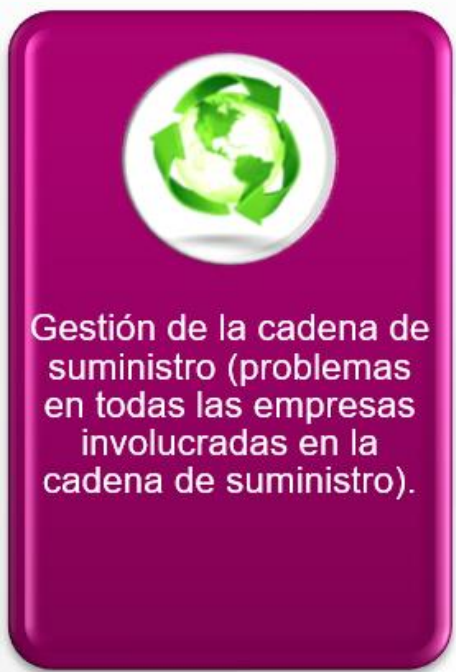 Gestión de la cadena de
suministro (problemas
en todas las empresas
involucradas en la
cadena de suministro).